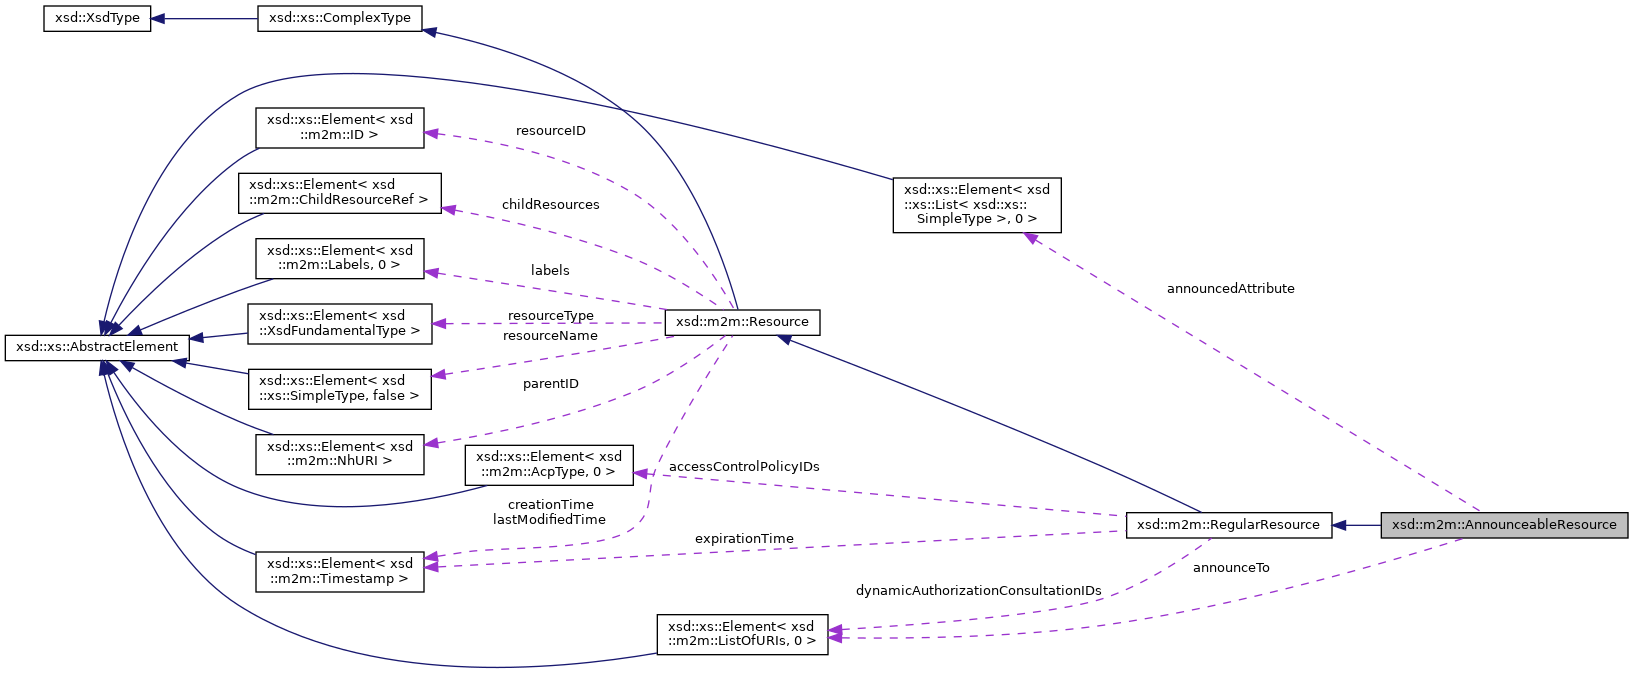 xsd::XsdType
xsd::xs::ComplexType
xsd::xs::Element< xsd
::m2m::ID >
resourceID
xsd::xs::Element< xsd
::m2m::ChildResourceRef >
childResources
xsd::xs::Element< xsd
::xs::List< xsd::xs::
SimpleType >, 0 >
xsd::xs::Element< xsd
::m2m::Labels, 0 >
labels
announcedAttribute
xsd::xs::Element< xsd
::XsdFundamentalType >
resourceType
resourceName
xsd::m2m::Resource
xsd::xs::AbstractElement
xsd::xs::Element< xsd
::xs::SimpleType, false >
parentID
xsd::xs::Element< xsd
::m2m::NhURI >
xsd::xs::Element< xsd
::m2m::AcpType, 0 >
accessControlPolicyIDs
creationTime
lastModifiedTime
xsd::m2m::RegularResource
xsd::m2m::AnnounceableResource
expirationTime
xsd::xs::Element< xsd
::m2m::Timestamp >
announceTo
dynamicAuthorizationConsultationIDs
xsd::xs::Element< xsd
::m2m::ListOfURIs, 0 >